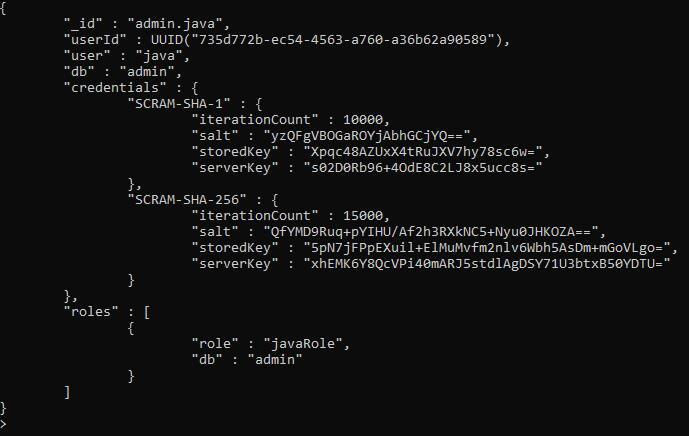 {
"_id" : "admin.java",
"userId" : UUID("735d772b-ec54-4563-a760-a36b62a90589"),
"user" : "java",
"db" : "admin",
"credentials" : {
"SCRAM-SHA-1" : {
"iterationCount" : 10000,
"salt" : "yzQFgVBOGaROYjAbhGCjYQ==",
"storedKey" : "Xpqc48AZUxX4tRuJXV7hy78sc6w=",
"serverKey" : "s02D0Rb96+4OdE8C2LJ8x5ucc8s="
},
"SCRAM-SHA-256" : {
"iterationCount" : 15000,
"salt" : "QfYMD9Ruq+pYIHU/Af2h3RXkNC5+Nyu0JHKOZA==",
"storedKey" : "5pN7jFPpEXuil+ElMuMvfm2nlv6Wbh5AsDm+mGoVLgo=",
"serverKey" : "xhEMK6Y8QcVPi40mARJ5stdlAgDSY71U3btxB50YDTU="
}
},
"roles" : [
{
"role" : "javaRole",
"db" : "admin"
}
]
}
>